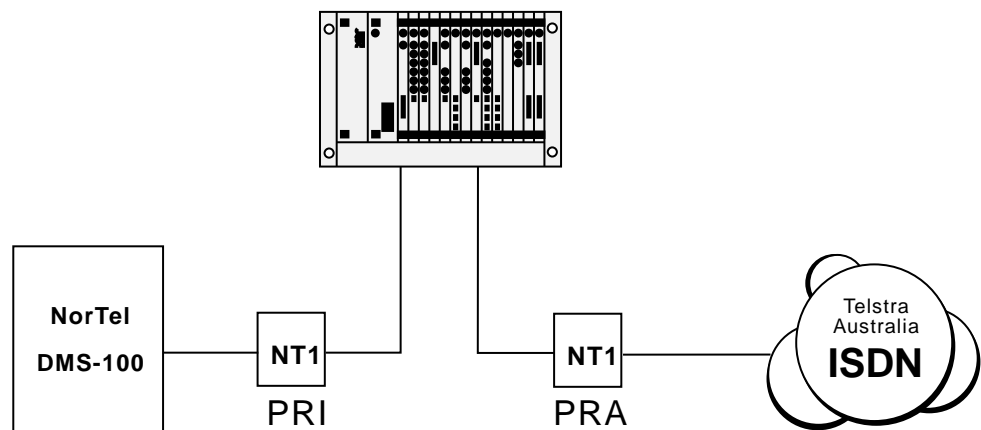 NorTel
DMS-100
NT1
PRI
NT1
PRA
Telstra
Australia
ISDN